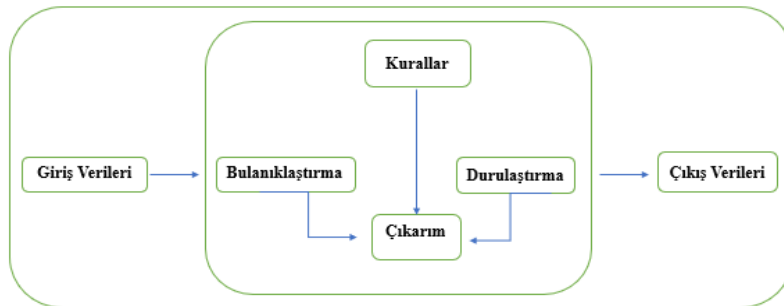 Kurallar
Giriş Verileri
Bulanıklaştırma
Durulaştırma
Çıkış Verileri
Çıkarım